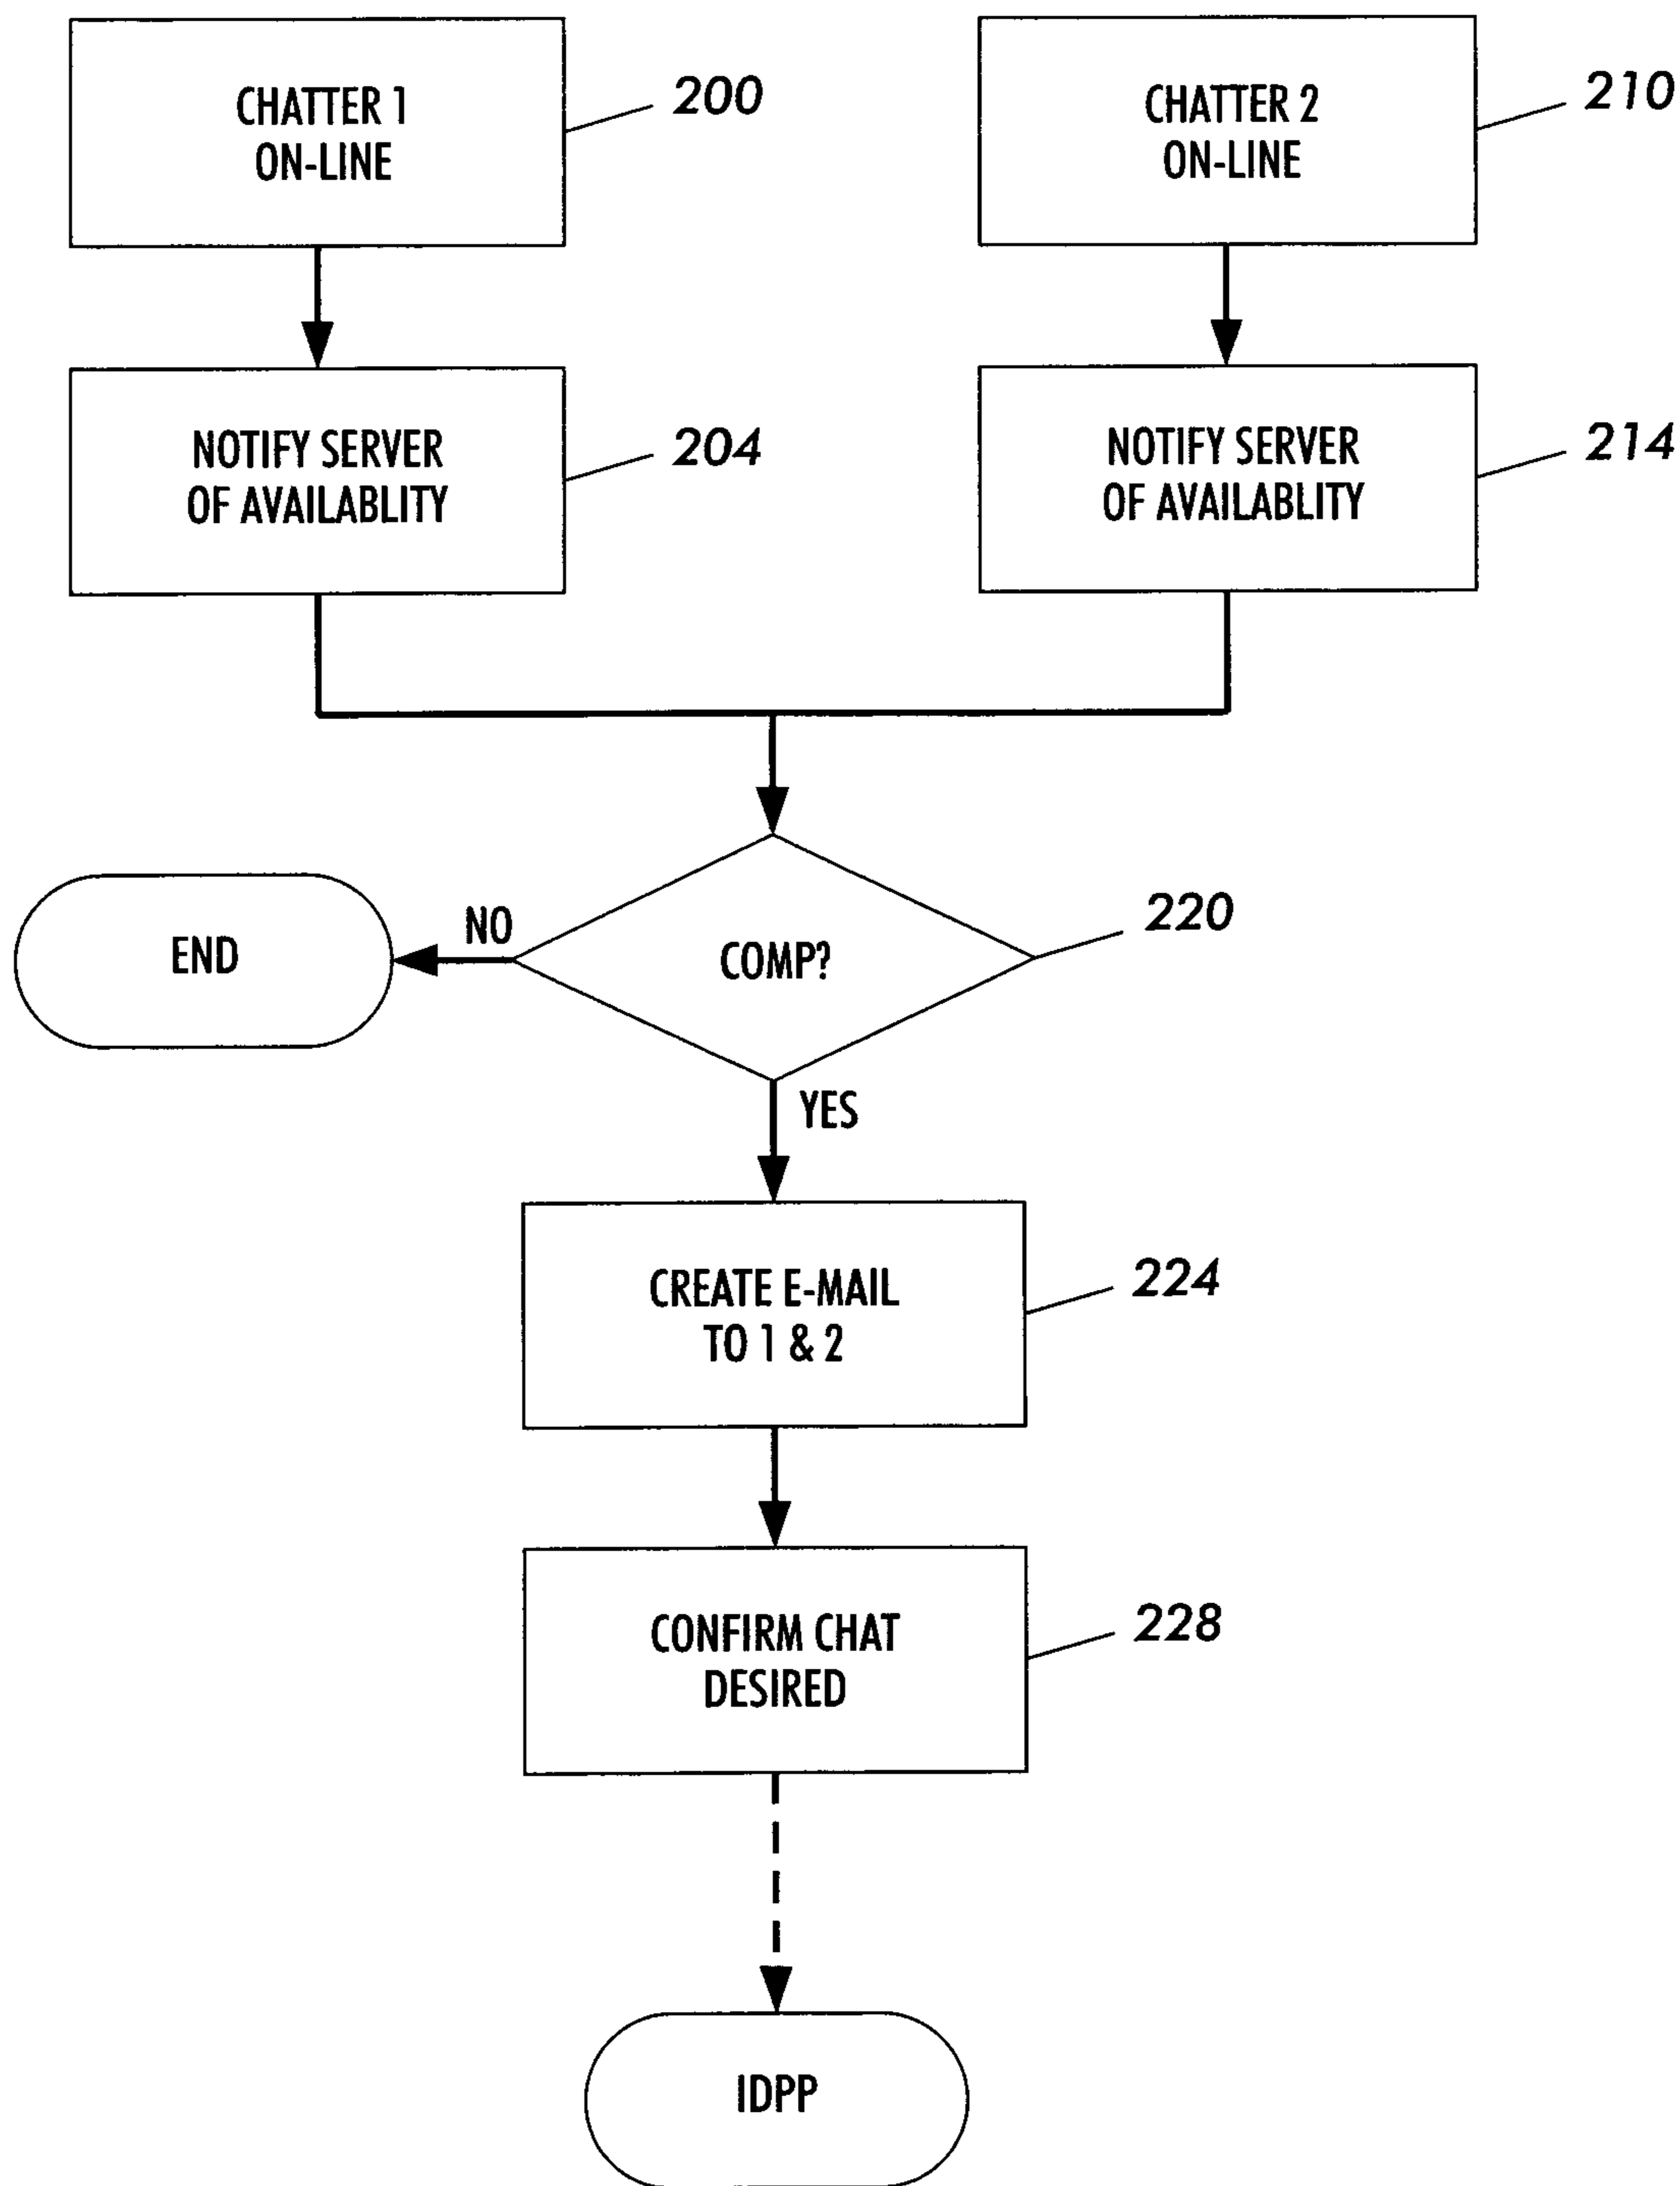 CHATTER 1
ON-LINE
200
CHATTER 2
ON-LINE
210
NOTIFY SERVER
OF AVAILABLITY
204
NOTIFY SERVER
OF AVAILABLITY
214
END
NO
COMP?
220
YES
CREATE E-MAIL
TO 1 & 2
224
CONFIRM CHAT
DESIRED
228
IDPP